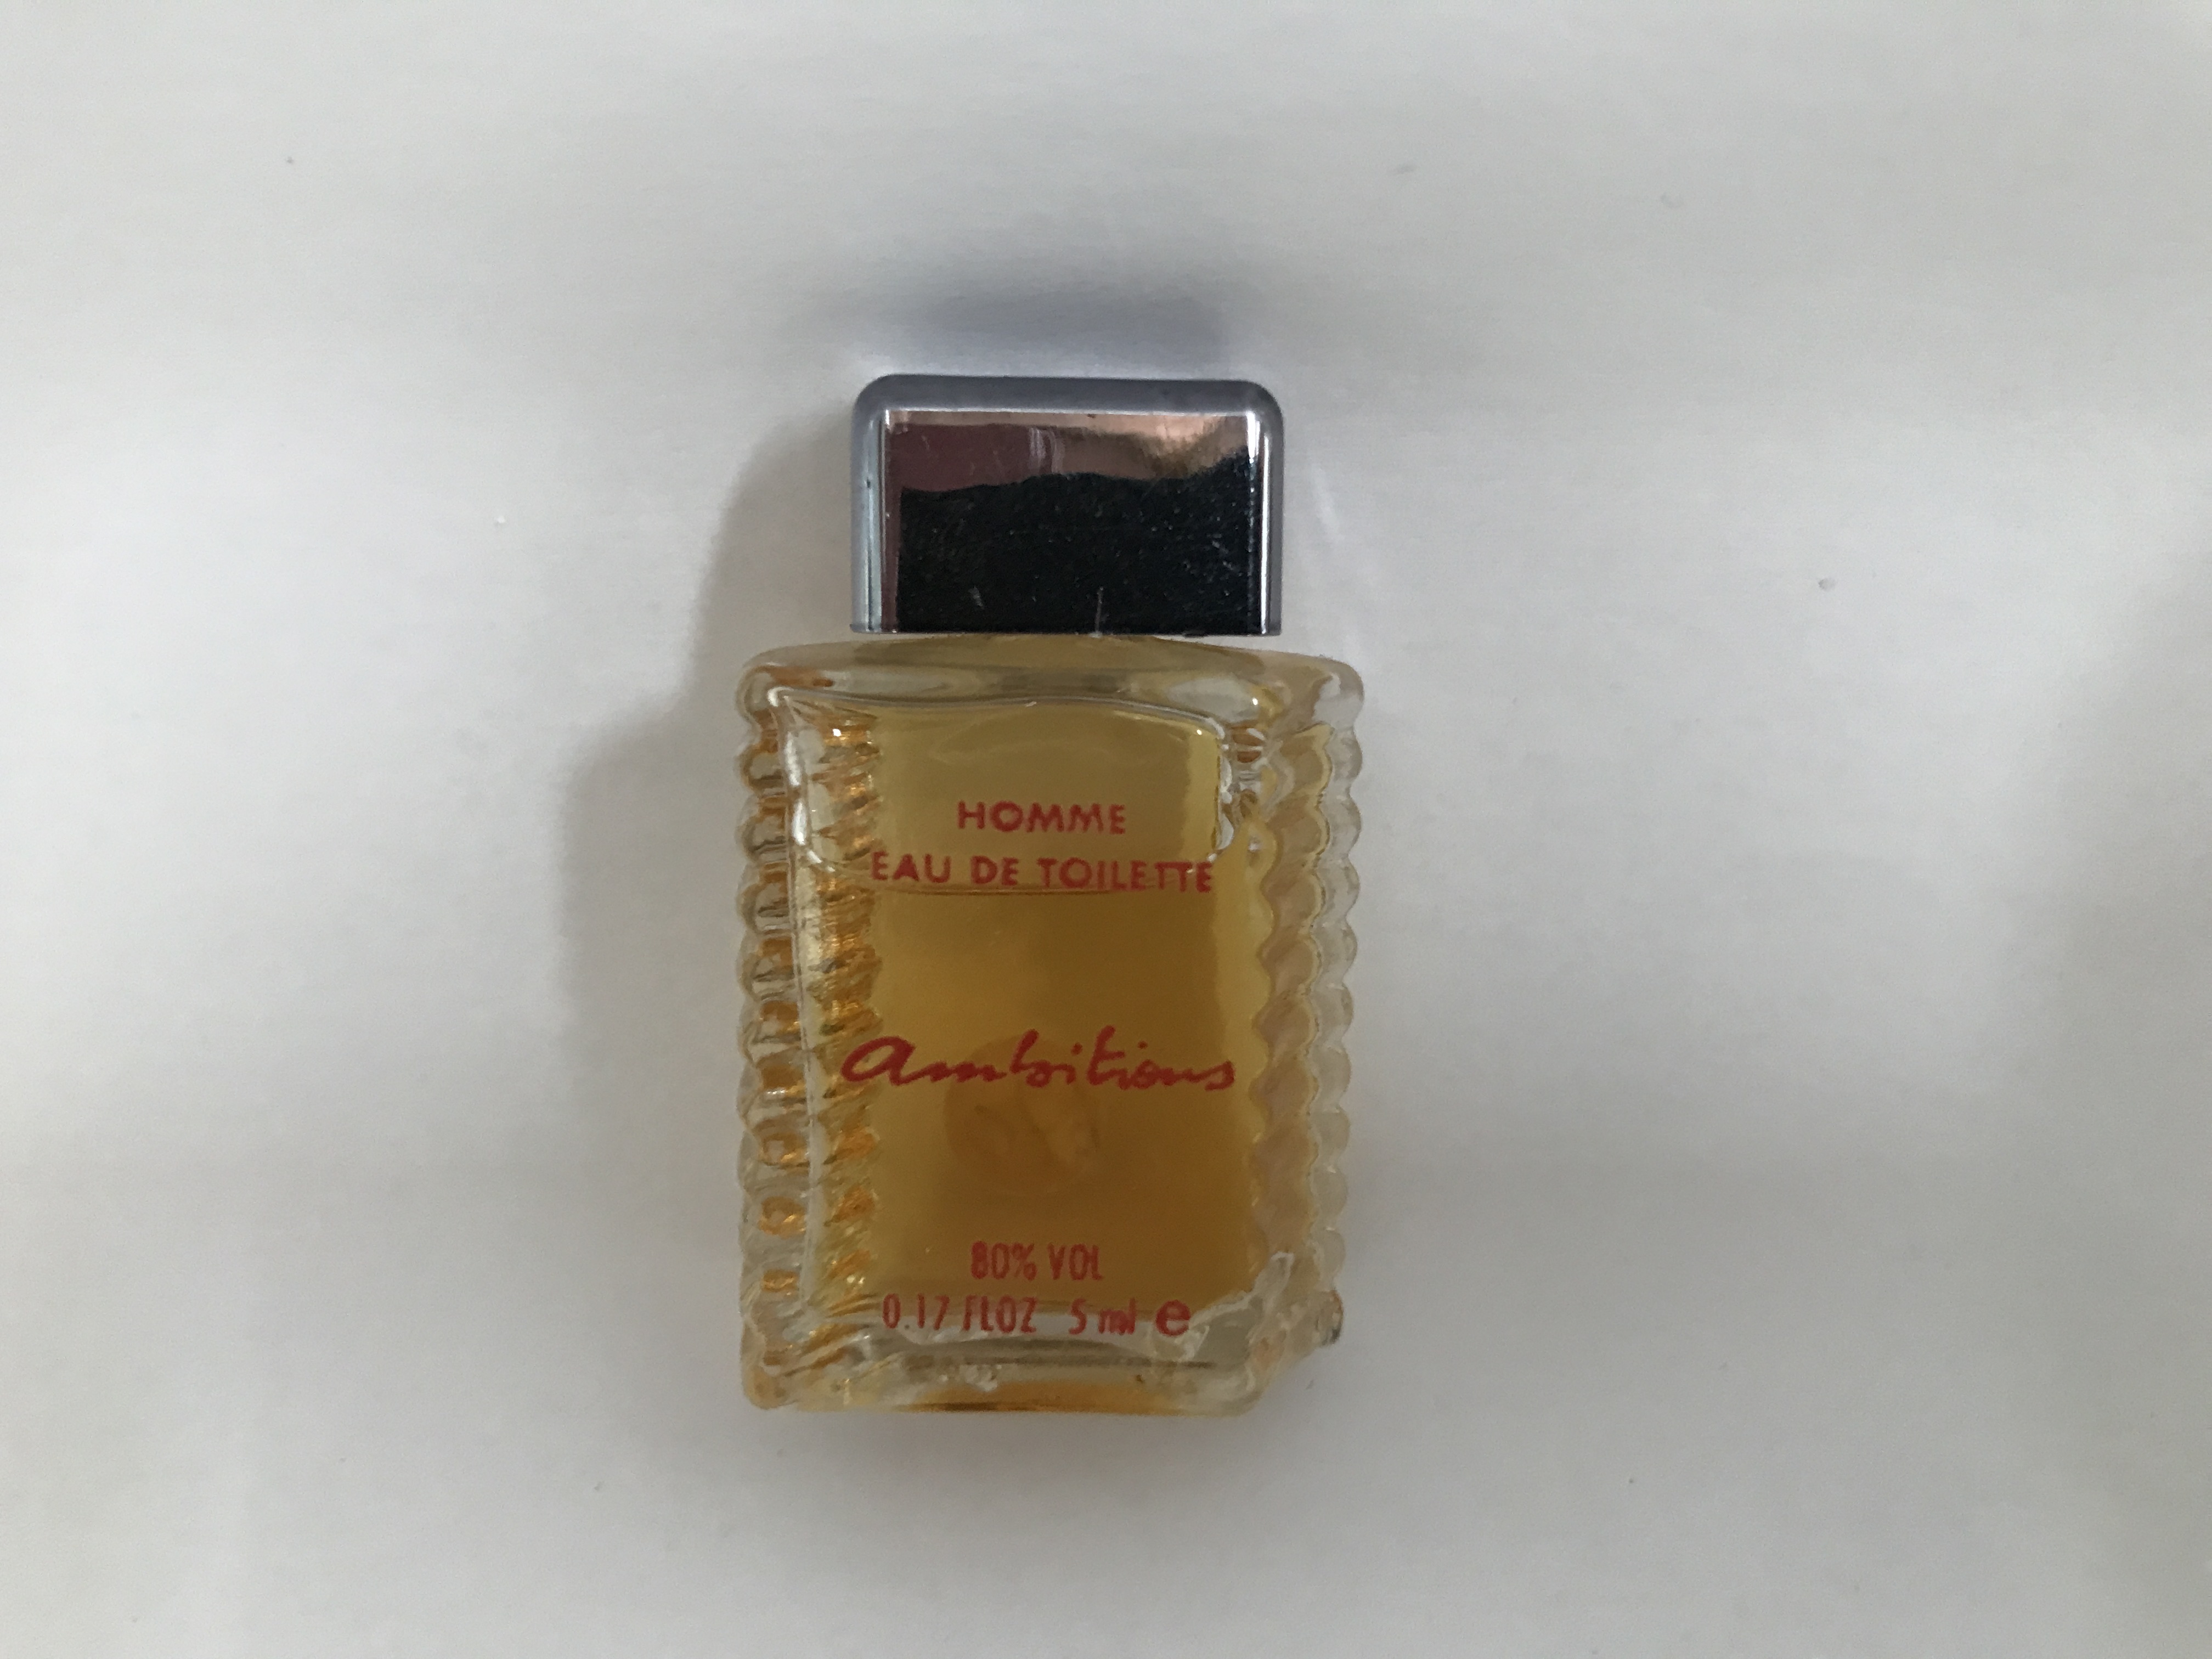 HOMME
EAU DE TOILETTE
Ambitions
80% VOL
0.17 FLOZ 5 ml e